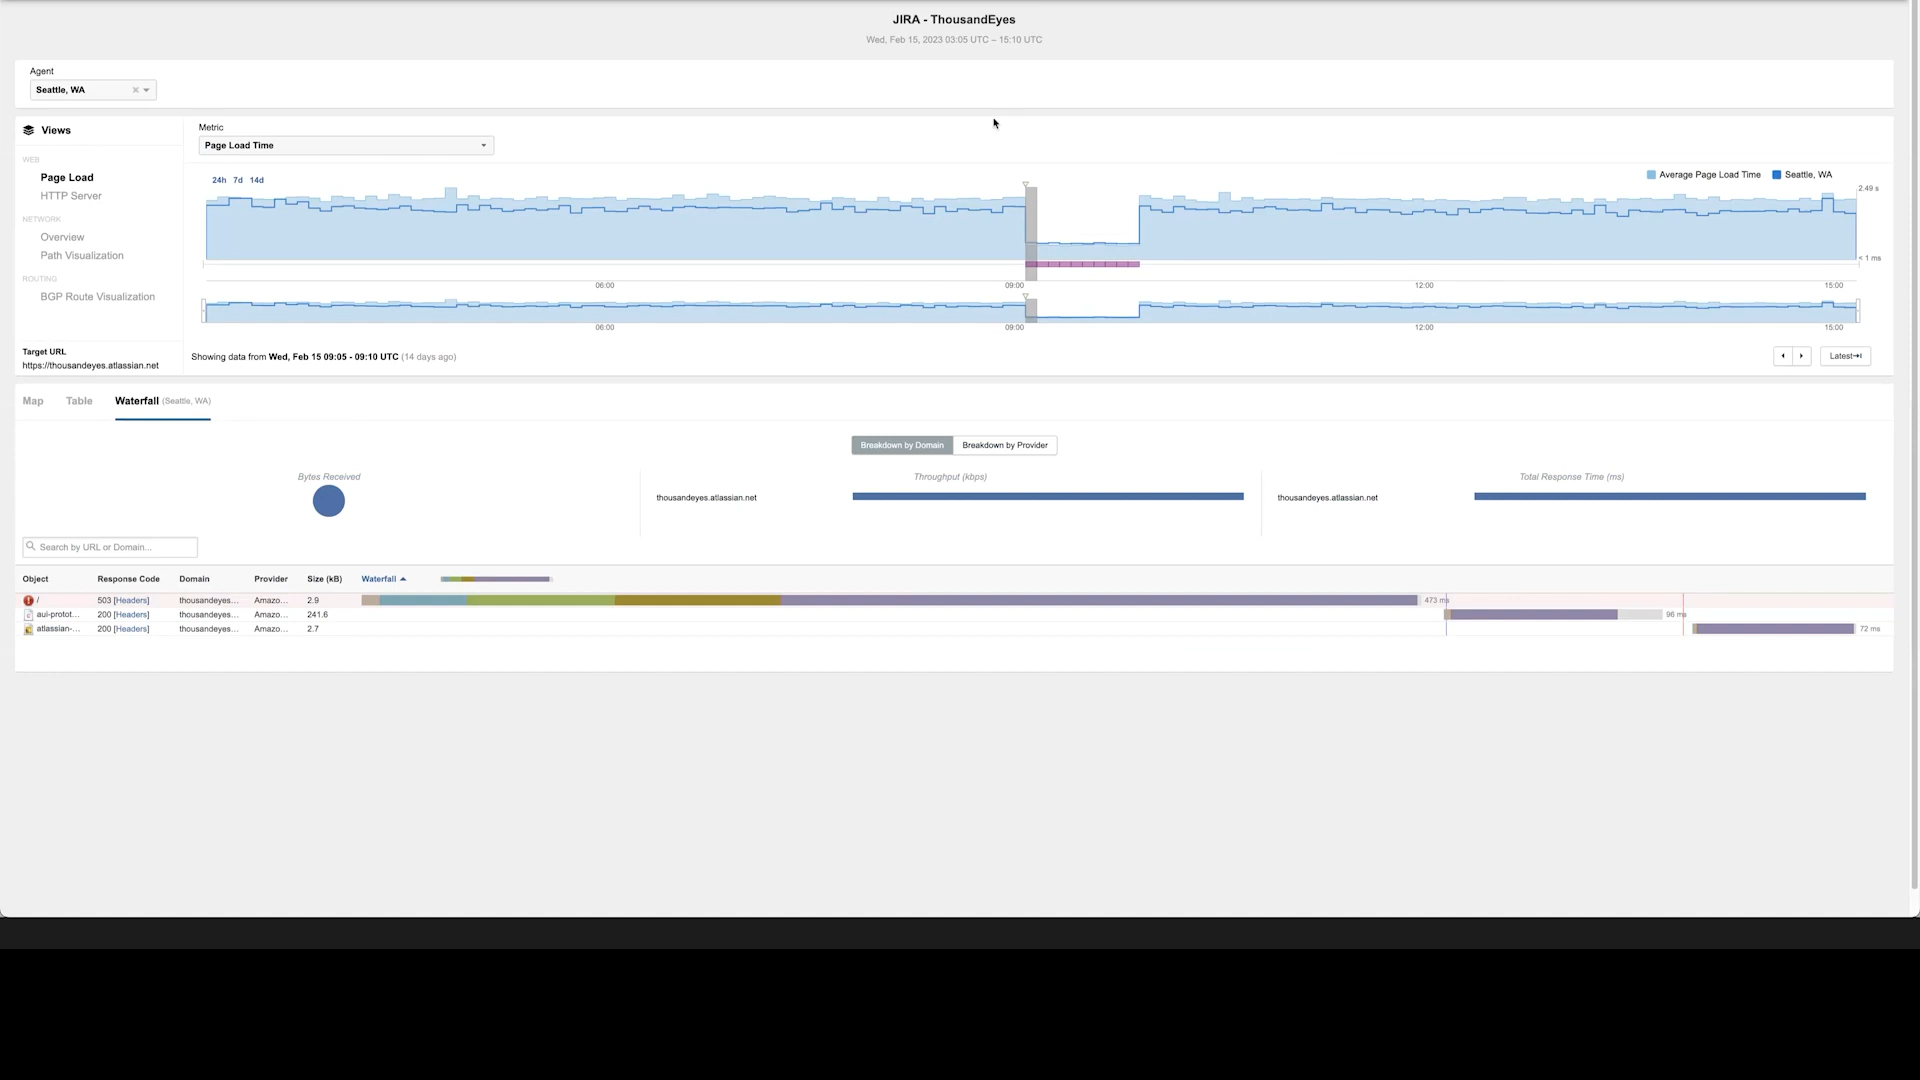 JIRA - ThousandEyes
Wed, Feb 15, 2023 03:05 UTC – 15:10 UTC
Agent
Seattle, WA
Views
WEB
Page Load
HTTP Server
NETWORK
Overview
Path Visualization
ROUTING
BGP Route Visualization
Target URL
https://thousandeyes.atlassian.net
Metric
Page Load Time
24h 7d 14d
Average Page Load Time Seattle, WA
2.49 s
< 1 ms
06:00 09:00 12:00 15:00
06:00 09:00 12:00 15:00
Showing data from Wed, Feb 15 09:05 - 09:10 UTC (14 days ago)
Latest
Map Table Waterfall (Seattle, WA)
Breakdown by Domain Breakdown by Provider
Bytes Received Throughput (kbps) Total Response Time (ms)
thousandeyes.atlassian.net thousandeyes.atlassian.net
Search by URL or Domain...
Object Response Code Domain Provider Size (kB) Waterfall
/ 503 [Headers] thousandeyes... Amazo... 2.9 473 ms
aui-protot... 200 [Headers] thousandeyes... Amazo... 241.6 96 ms
atlassian-... 200 [Headers] thousandeyes... Amazo... 2.7 72 ms